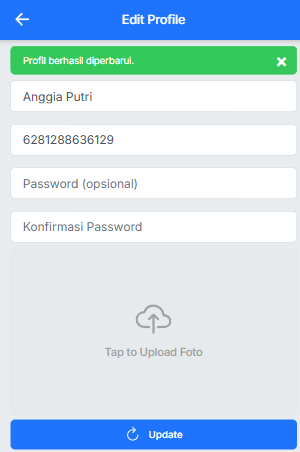 Edit Profile
Profil berhasil diperbarui.
Anggia Putri
6281288636129
Password (opsional)
Konfirmasi Password
Tap to Upload Foto
Update